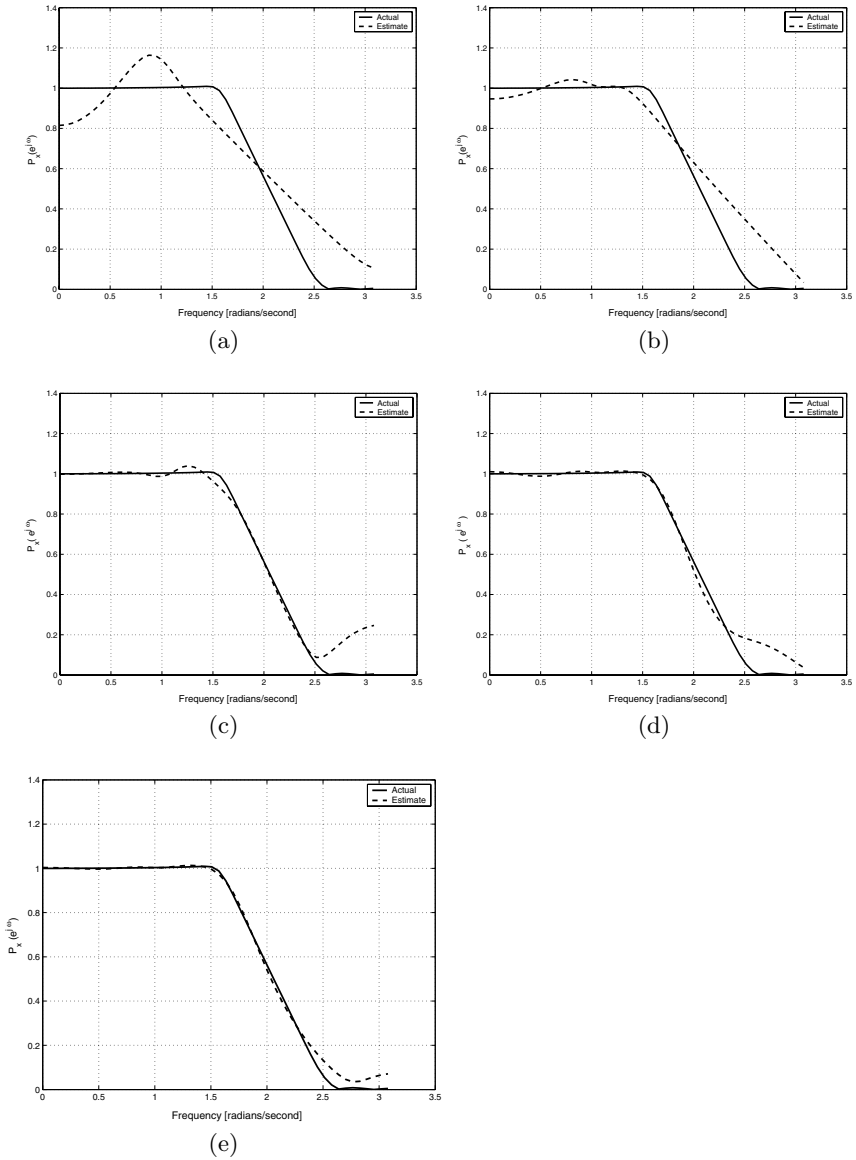 Actual
Estimate
1.4
1.2
1
0.8
0.6
0.4
0.2
0
P_x(e^{j ω})
0 0.5 1 1.5 2 2.5 3 3.5
Frequency [radians/second]
(a)
Actual
Estimate
1.4
1.2
1
0.8
0.6
0.4
0.2
0
P_x(e^{j ω})
0 0.5 1 1.5 2 2.5 3 3.5
Frequency [radians/second]
(b)
Actual
Estimate
1.4
1.2
1
0.8
0.6
0.4
0.2
0
P_x( e^{j ω})
0 0.5 1 1.5 2 2.5 3 3.5
Frequency [radians/second]
(c)
Actual
Estimate
1.4
1.2
1
0.8
0.6
0.4
0.2
0
P_x( e^{j ω} )
0 0.5 1 1.5 2 2.5 3 3.5
Frequency [radians/second]
(d)
Actual
Estimate
1.4
1.2
1
0.8
0.6
0.4
0.2
0
P_x (e^{j ω})
0 0.5 1 1.5 2 2.5 3 3.5
Frequency [radians/second]
(e)